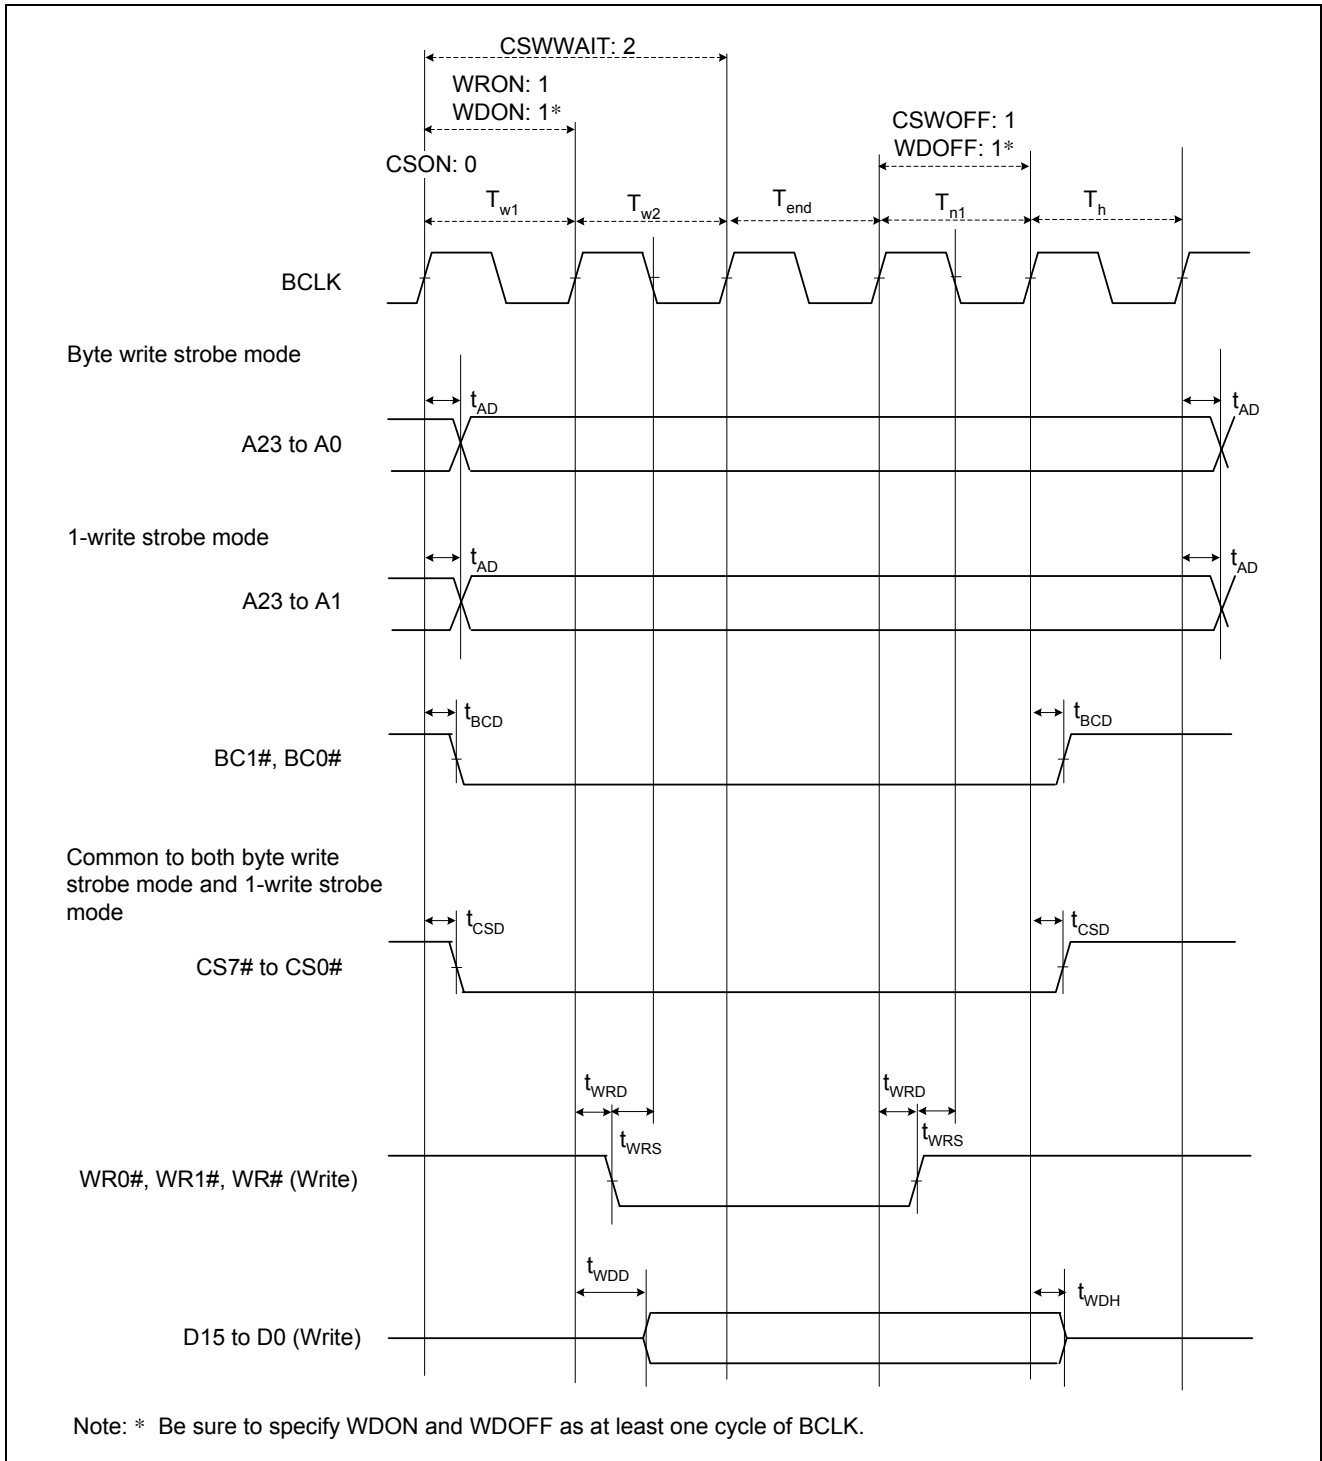 CSWWAIT: 2
WRON: 1
WDON: 1*
CSWOFF: 1
WDOFF: 1*
CSON: 0
Tw1
Tw2
Tend
Tn1
Th
BCLK
Byte write strobe mode
tAD
tAD
A23 to A0
1-write strobe mode
tAD
tAD
A23 to A1
tBCD
tBCD
BC1#, BC0#
Common to both byte write
strobe mode and 1-write strobe
mode
tCSD
tCSD
CS7# to CS0#
tWRD
tWRD
tWRS
tWRS
WR0#, WR1#, WR# (Write)
tWDD
tWDH
D15 to D0 (Write)
Note: * Be sure to specify WDON and WDOFF as at least one cycle of BCLK.